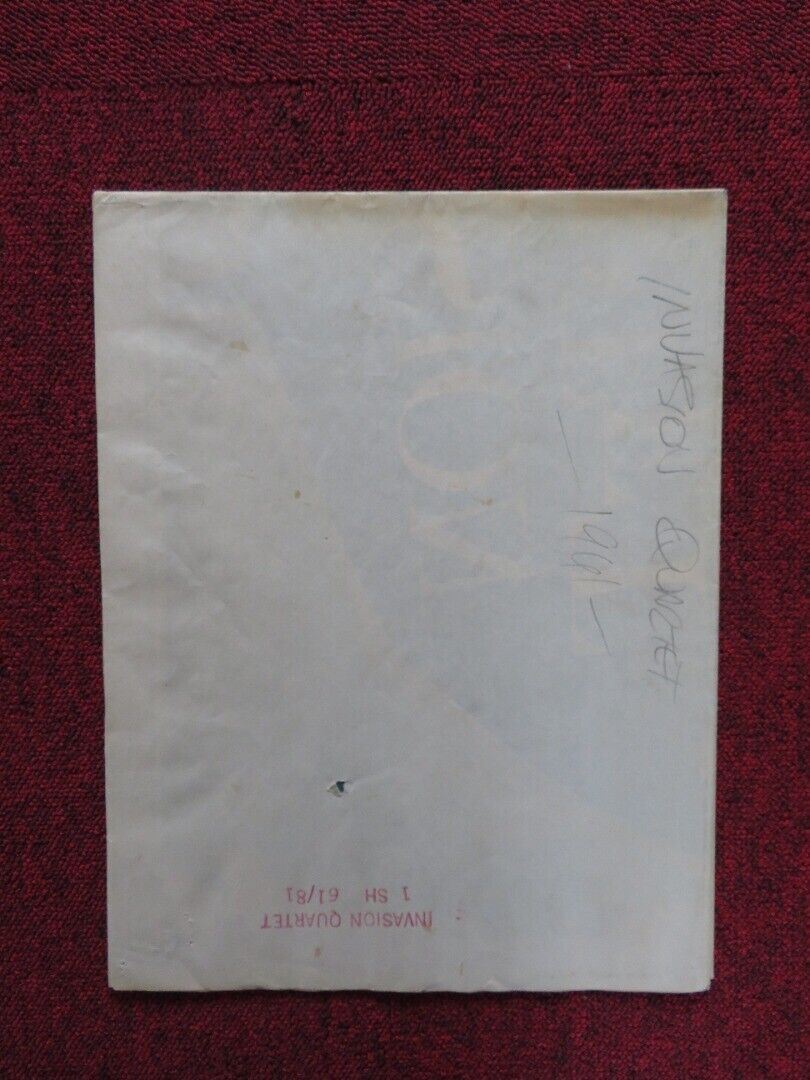 INVASION QUARTET
— 1961 —
INVASION QUARTET
1 SH 61/81